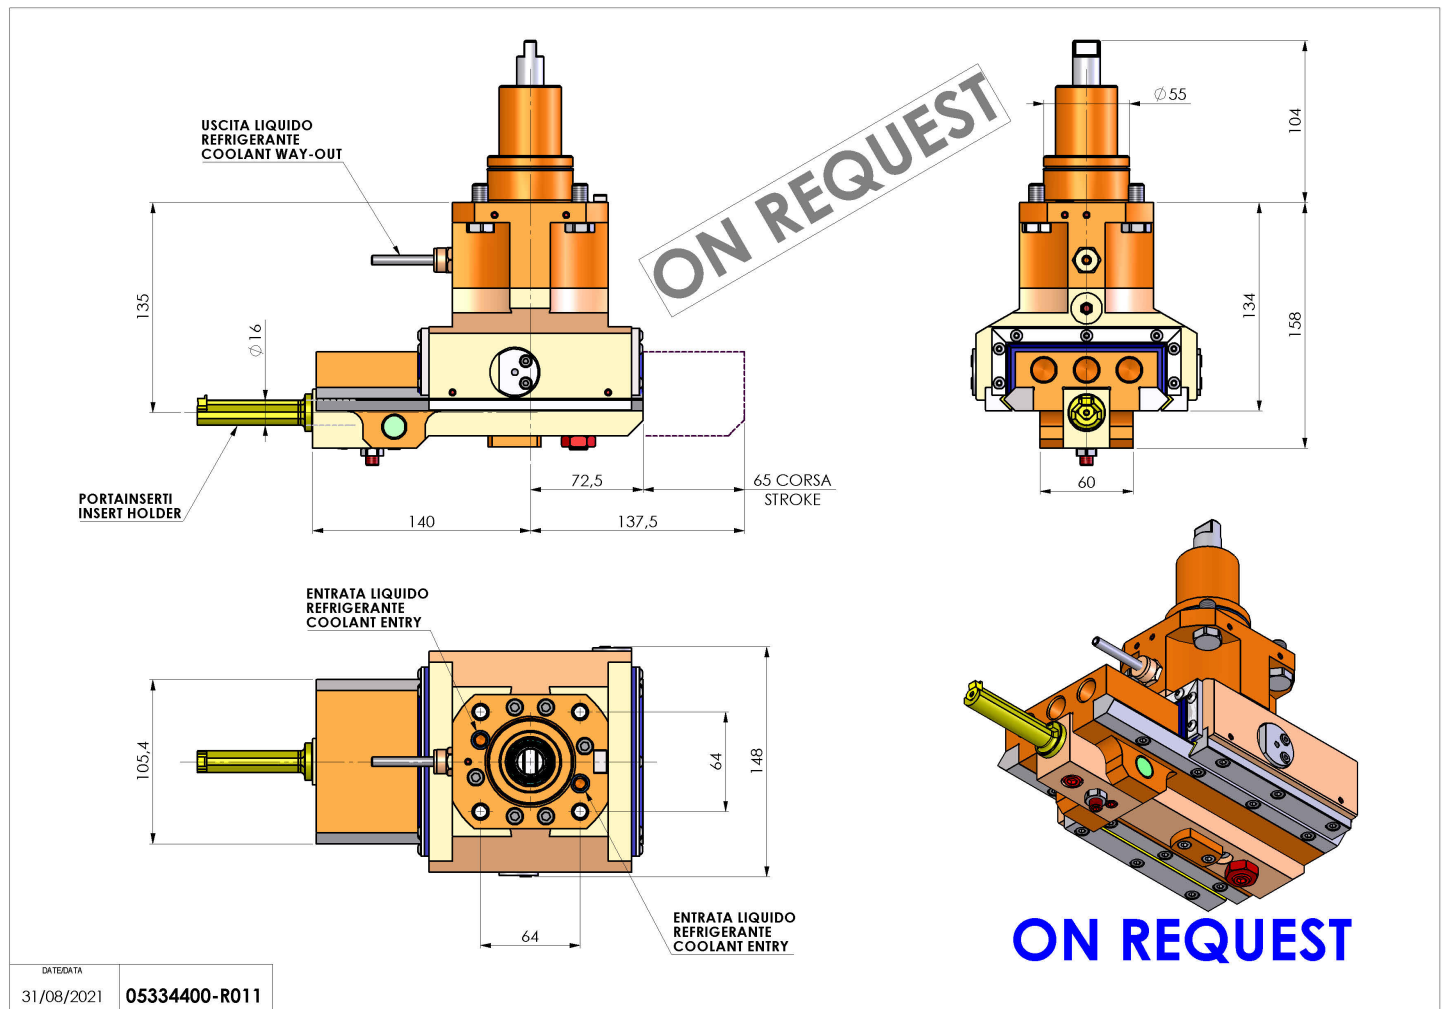 USCITA LIQUIDO
REFRIGERANTE
COOLANT WAY-OUT
ON REQUEST
Ø55
104
135
Ø16
134
158
PORTAINSERTI
INSERT HOLDER
72,5
65 CORSA
STROKE
140
137,5
60
ENTRATA LIQUIDO
REFRIGERANTE
COOLANT ENTRY
105,4
64
148
64
ENTRATA LIQUIDO
REFRIGERANTE
COOLANT ENTRY
ON REQUEST
DATE/DATA
31/08/2021
05334400-R011